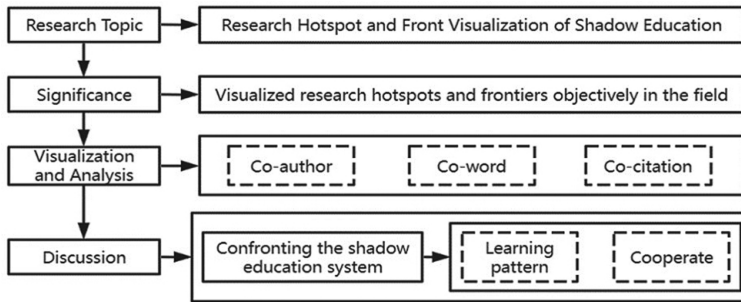 Research Topic
Research Hotspot and Front Visualization of Shadow Education
Significance
Visualized research hotspots and frontiers objectively in the field
Visualization
and Analysis
Co-author
Co-word
Co-citation
Discussion
Confronting the shadow
education system
Learning
pattern
Cooperate